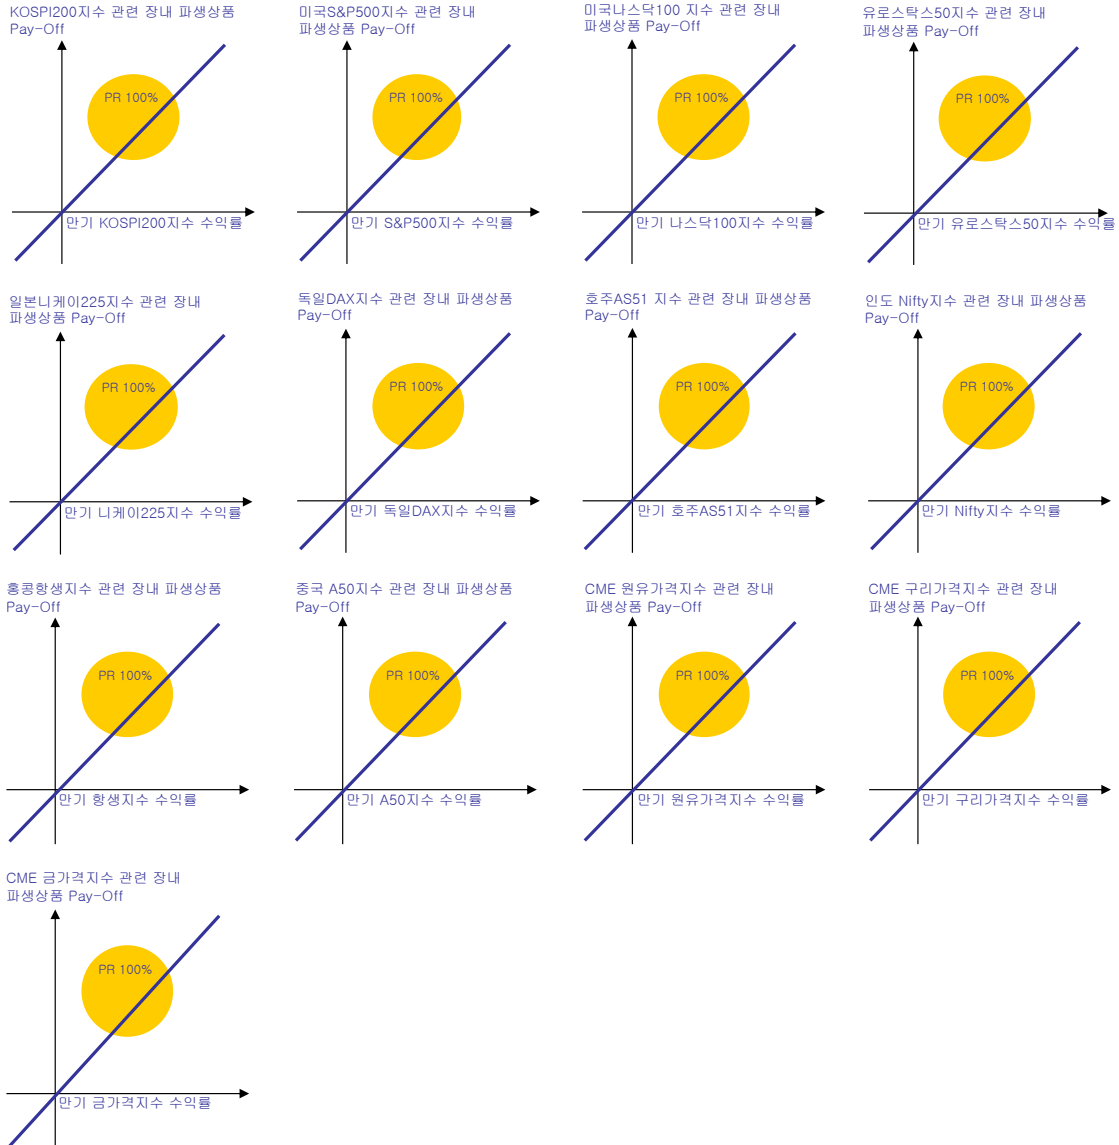 KOSPI200지수 관련 장내 파생상품
Pay-Off
PR 100%
만기 KOSPI200지수 수익률
미국S&P500지수 관련 장내
파생상품 Pay-Off
PR 100%
만기 S&P500지수 수익률
미국나스닥100 지수 관련 장내
파생상품 Pay-Off
PR 100%
만기 나스닥100지수 수익률
유로스탁스50지수 관련 장내
파생상품 Pay-Off
PR 100%
만기 유로스탁스50지수 수익률
일본니케이225지수 관련 장내
파생상품 Pay-Off
PR 100%
만기 니케이225지수 수익률
독일DAX지수 관련 장내 파생상품
Pay-Off
PR 100%
만기 독일DAX지수 수익률
호주AS51 지수 관련 장내 파생상품
Pay-Off
PR 100%
만기 호주AS51지수 수익률
인도 Nifty지수 관련 장내 파생상품
Pay-Off
PR 100%
만기 Nifty지수 수익률
홍콩항생지수 관련 장내 파생상품
Pay-Off
PR 100%
만기 항생지수 수익률
중국 A50지수 관련 장내 파생상품
Pay-Off
PR 100%
만기 A50지수 수익률
CME 원유가격지수 관련 장내
파생상품 Pay-Off
PR 100%
만기 원유가격지수 수익률
CME 구리가격지수 관련 장내
파생상품 Pay-Off
PR 100%
만기 구리가격지수 수익률
CME 금가격지수 관련 장내
파생상품 Pay-Off
PR 100%
만기 금가격지수 수익률